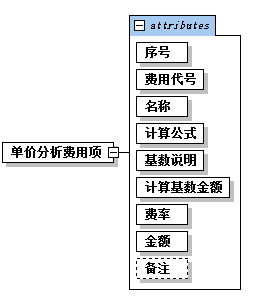 attributes
序号
费用代号
名称
计算公式
单价分析费用项
基数说明
计算基数金额
费率
金额
备注